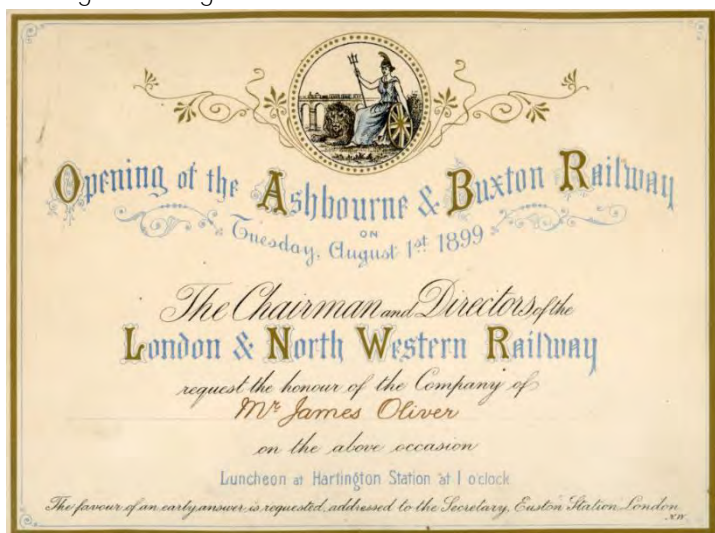 Opening of the Ashbourne & Buxton Railway
ON
Tuesday, August 1st 1899
The Chairman and Directors of the
London & North Western Railway
request the honour of the Company of
Mr James Oliver
on the above occasion
Luncheon at Hartington Station at 1 o'clock
The favour of an early answer is requested, addressed to the Secretary, Euston Station, London.
N.W.